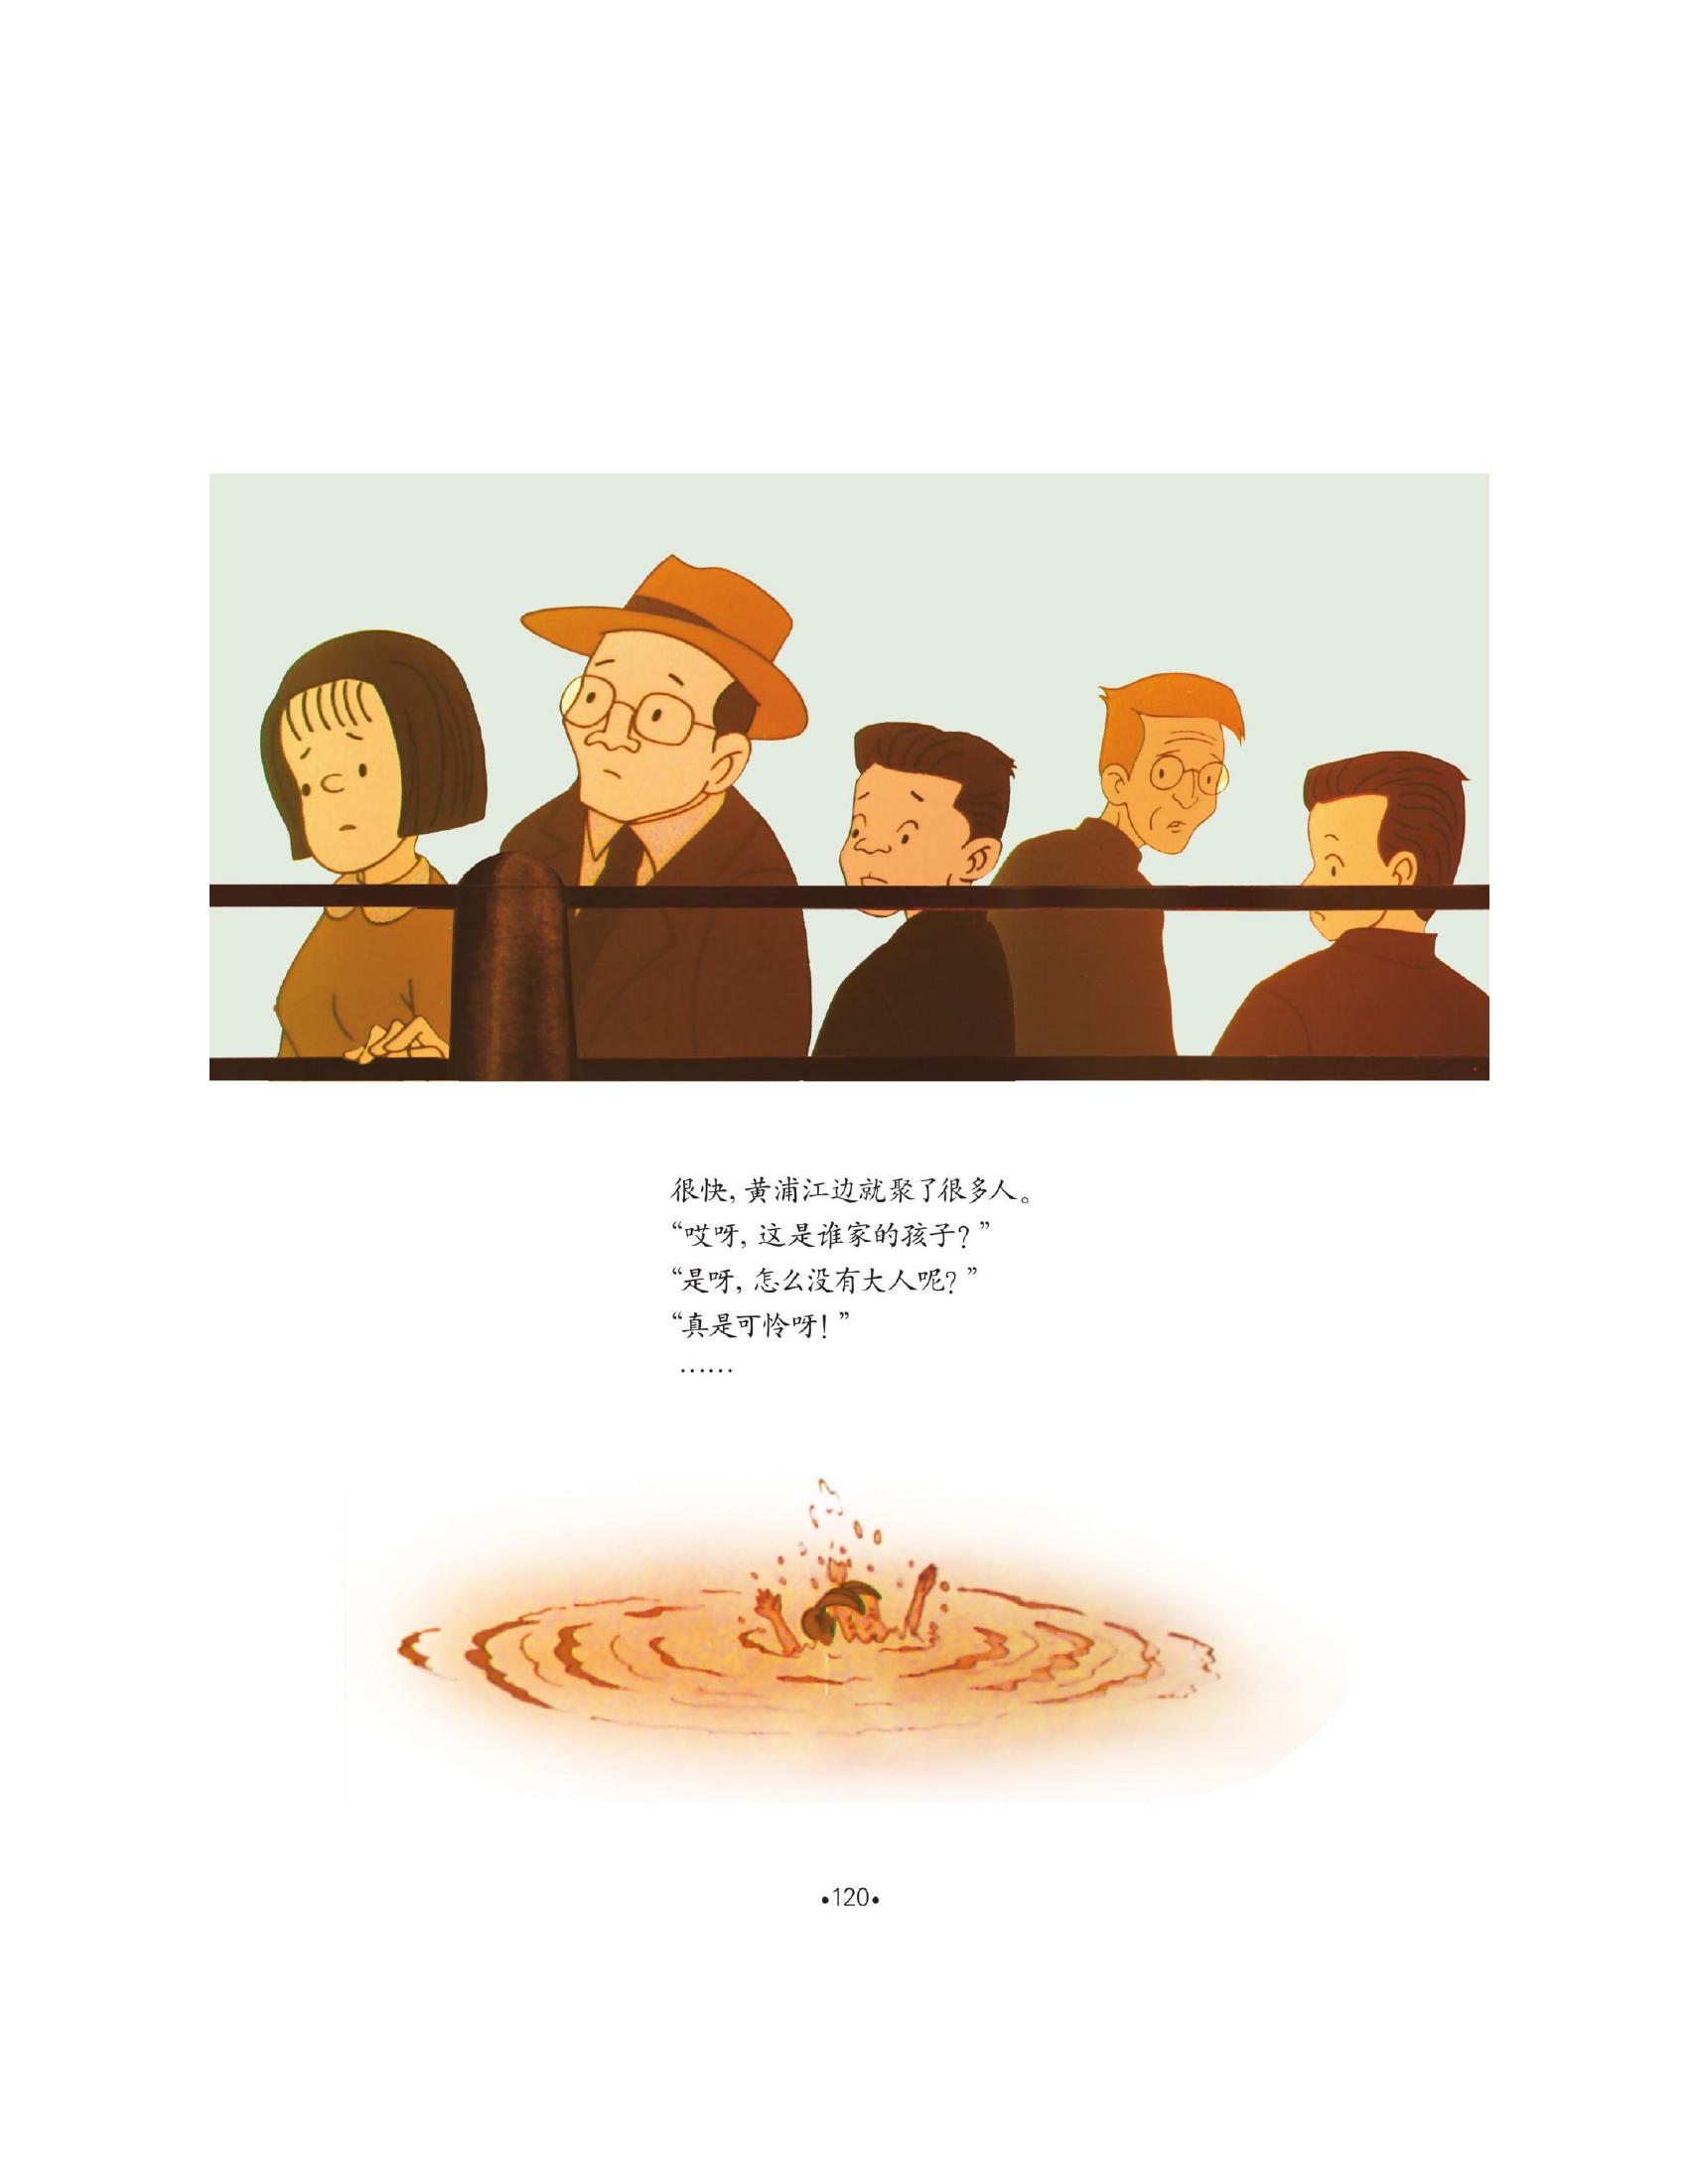 很快，黄浦江边就聚了很多人。
“哎呀，这是谁家的孩子？”
“是呀，怎么没有大人呢？”
“真是可怜呀！”
……
•120•